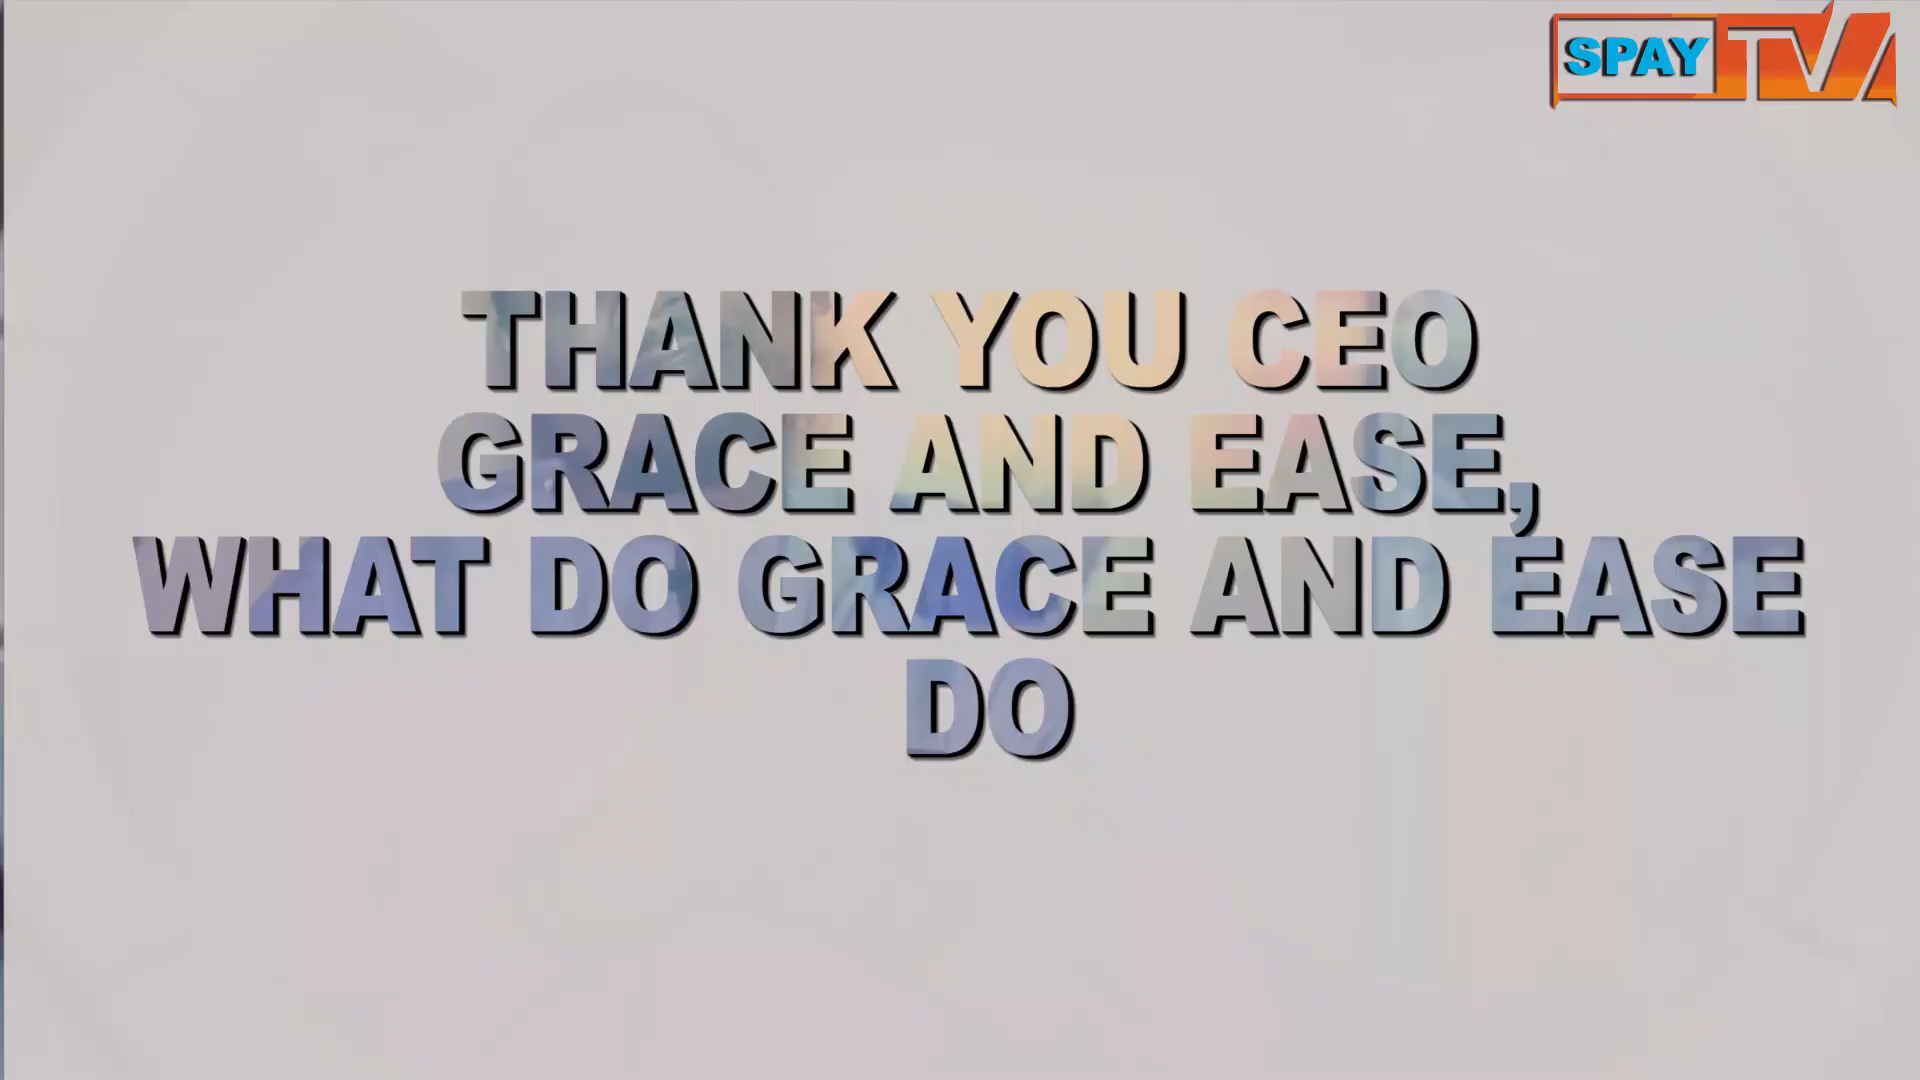 SPAY TV
THANK YOU CEO
GRACE AND EASE,
WHAT DO GRACE AND EASE
DO